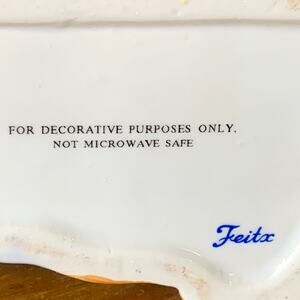 FOR DECORATIVE PURPOSES ONLY,
NOT MICROWAVE SAFE
Feitx